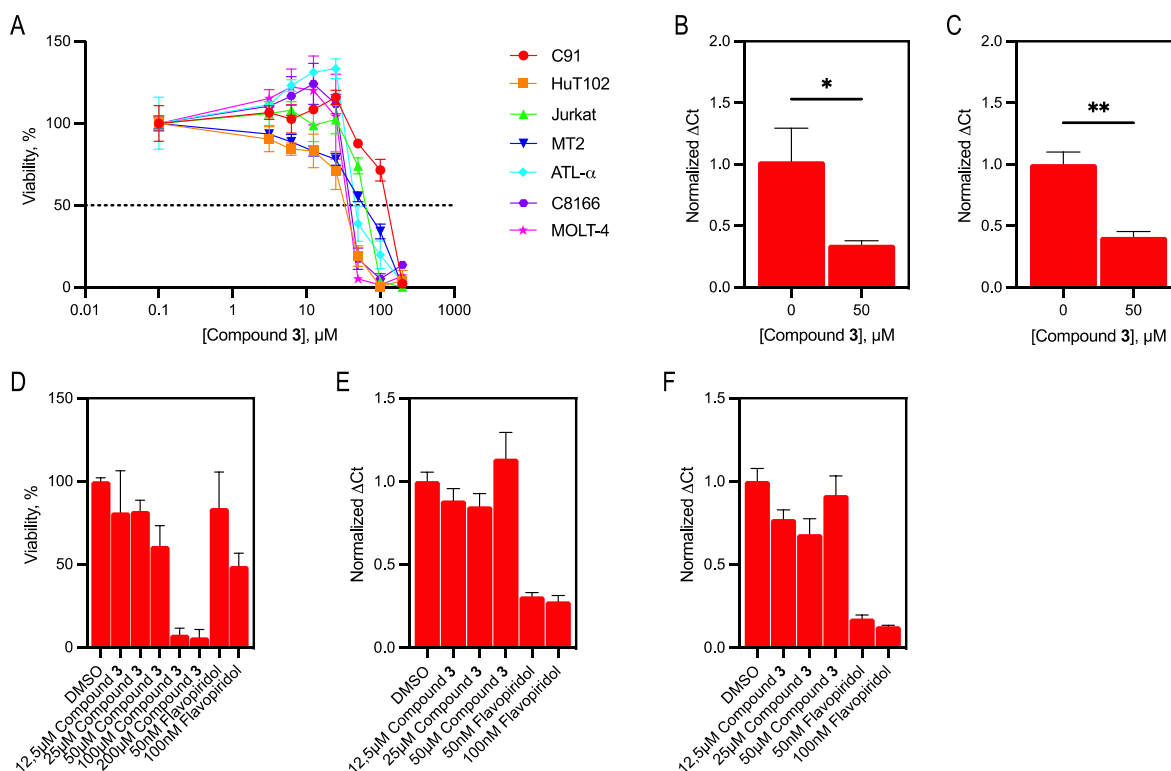 A
150
100
50
0
Viability, %
0.01
0.1
1
10
100
1000
[Compound 3], µM
C91
HuT102
Jurkat
MT2
ATL-α
C8166
MOLT-4
B
2.0
1.5
1.0
0.5
0.0
Normalized ΔCt
*
0
50
[Compound 3], µM
C
2.0
1.5
1.0
0.5
0.0
Normalized ΔCt
**
0
50
[Compound 3], µM
D
150
100
50
0
Viability, %
DMSO
12.5µM Compound 3
25µM Compound 3
50µM Compound 3
100µM Compound 3
200µM Compound 3
50nM Flavopiridol
100nM Flavopiridol
E
1.5
1.0
0.5
0.0
Normalized ΔCt
DMSO
12.5µM Compound 3
25µM Compound 3
50µM Compound 3
50nM Flavopiridol
100nM Flavopiridol
F
1.5
1.0
0.5
0.0
Normalized ΔCt
DMSO
12.5µM Compound 3
25µM Compound 3
50µM Compound 3
50nM Flavopiridol
100nM Flavopiridol